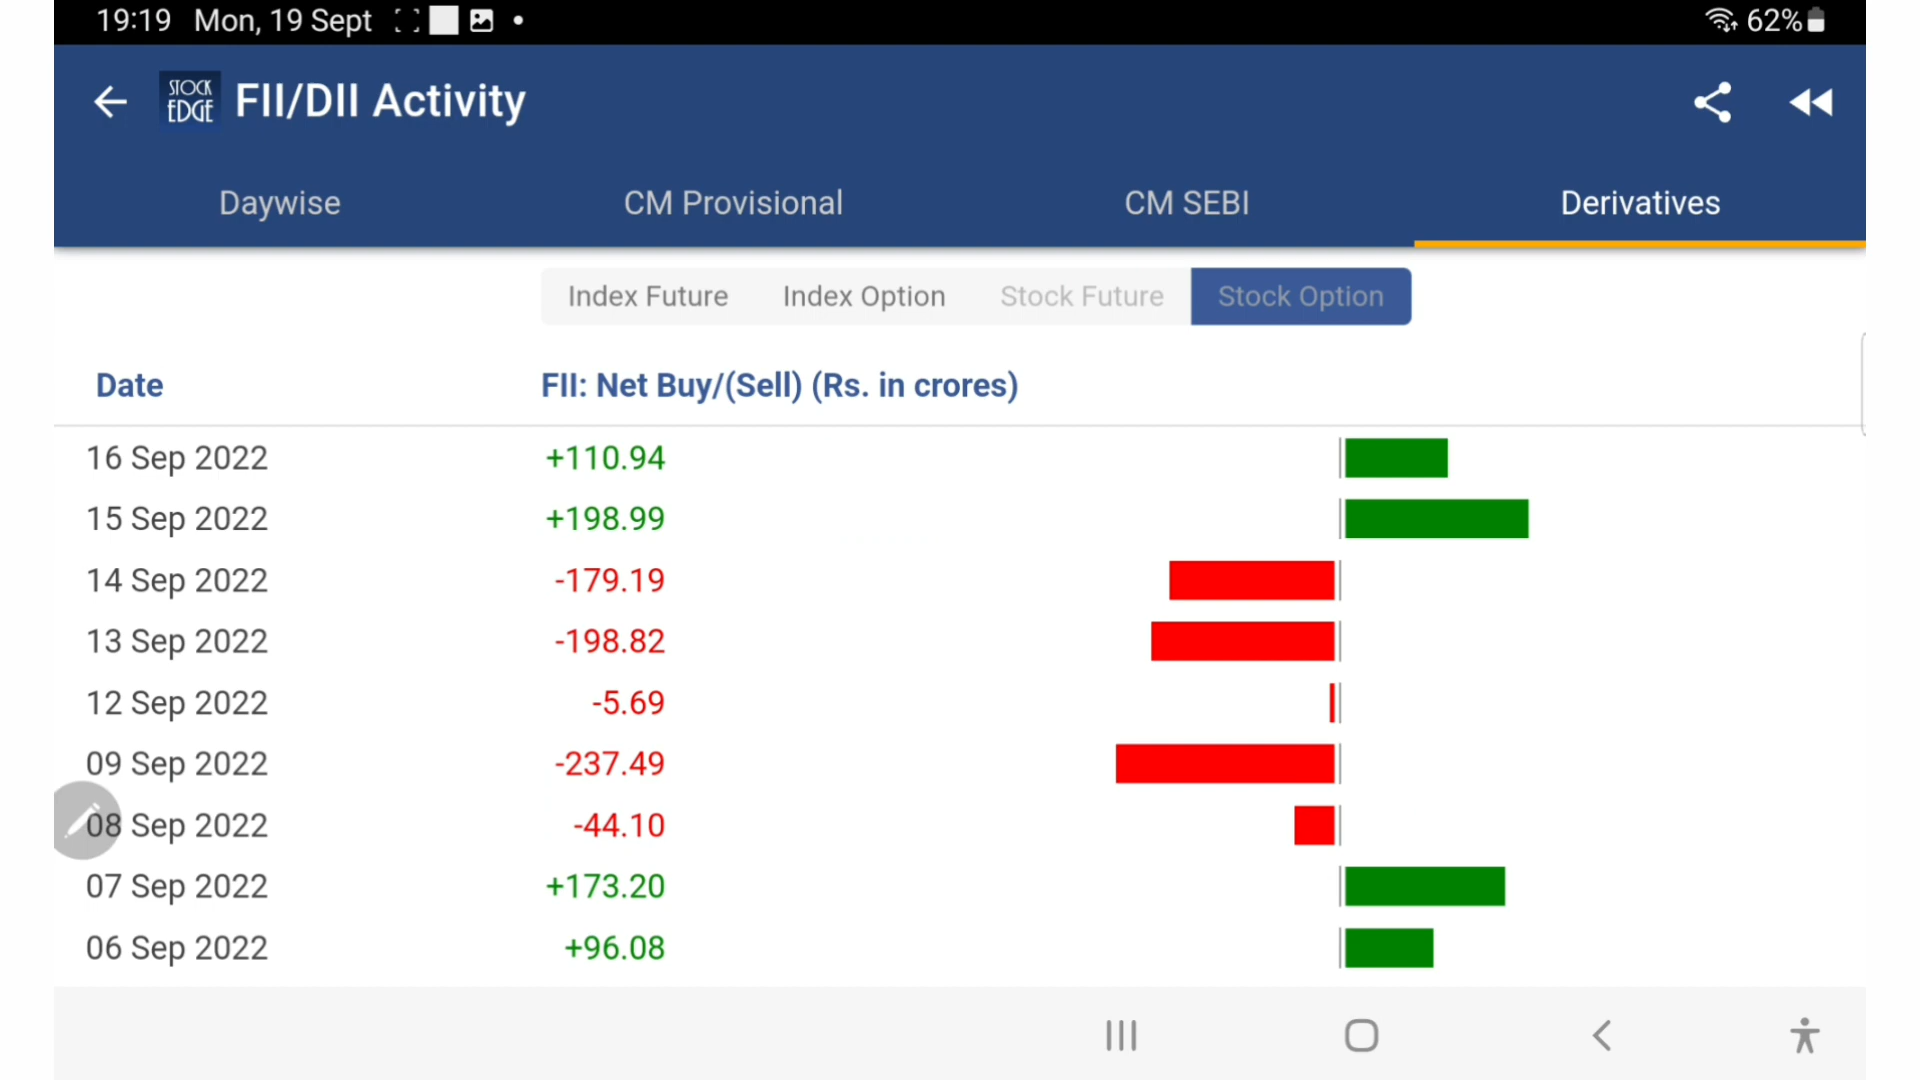 19:19 Mon, 19 Sept 62%
STOCK EDGE FII/DII Activity
Daywise CM Provisional CM SEBI Derivatives
Index Future Index Option Stock Future Stock Option
Date FII: Net Buy/(Sell) (Rs. in crores)
16 Sep 2022 +110.94
15 Sep 2022 +198.99
14 Sep 2022 -179.19
13 Sep 2022 -198.82
12 Sep 2022 -5.69
09 Sep 2022 -237.49
08 Sep 2022 -44.10
07 Sep 2022 +173.20
06 Sep 2022 +96.08